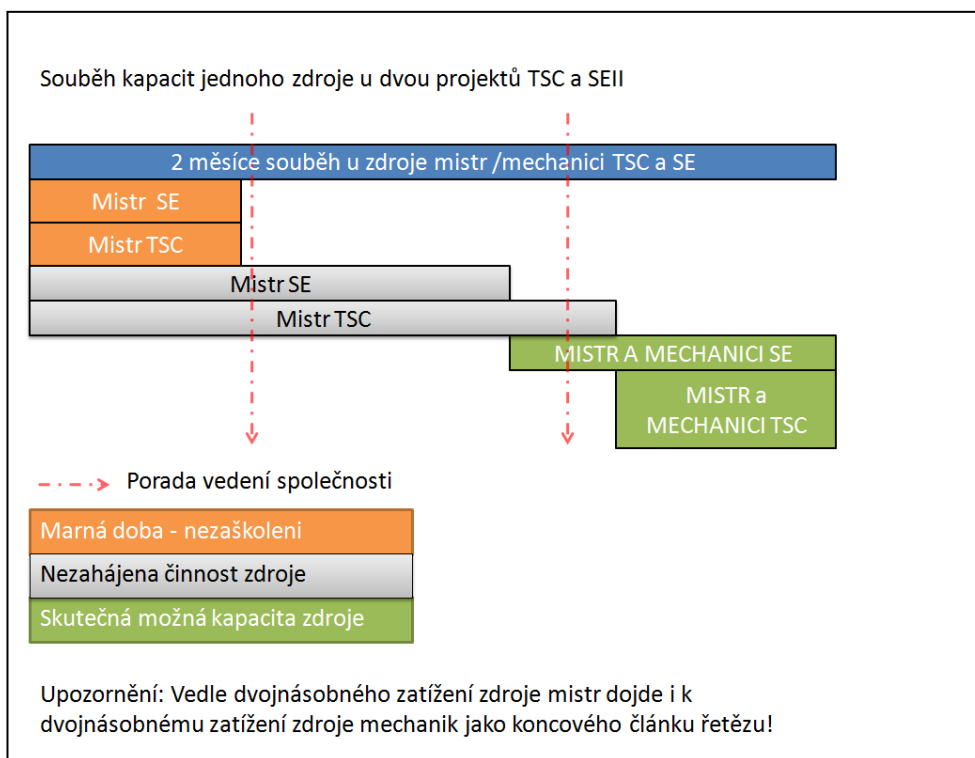 Souběh kapacit jednoho zdroje u dvou projektů TSC a SEII
2 měsíce souběh u zdroje mistr /mechanici TSC a SE
Mistr SE
Mistr TSC
Mistr SE
Mistr TSC
MISTR A MECHANICI SE
MISTR a
MECHANICI TSC
Porada vedení společnosti
Marná doba - nezaškoleni
Nezahájena činnost zdroje
Skutečná možná kapacita zdroje
Upozornění: Vedle dvojnásobného zatížení zdroje mistr dojde i k
dvojnásobnému zatížení zdroje mechanik jako koncového článku řetězu!